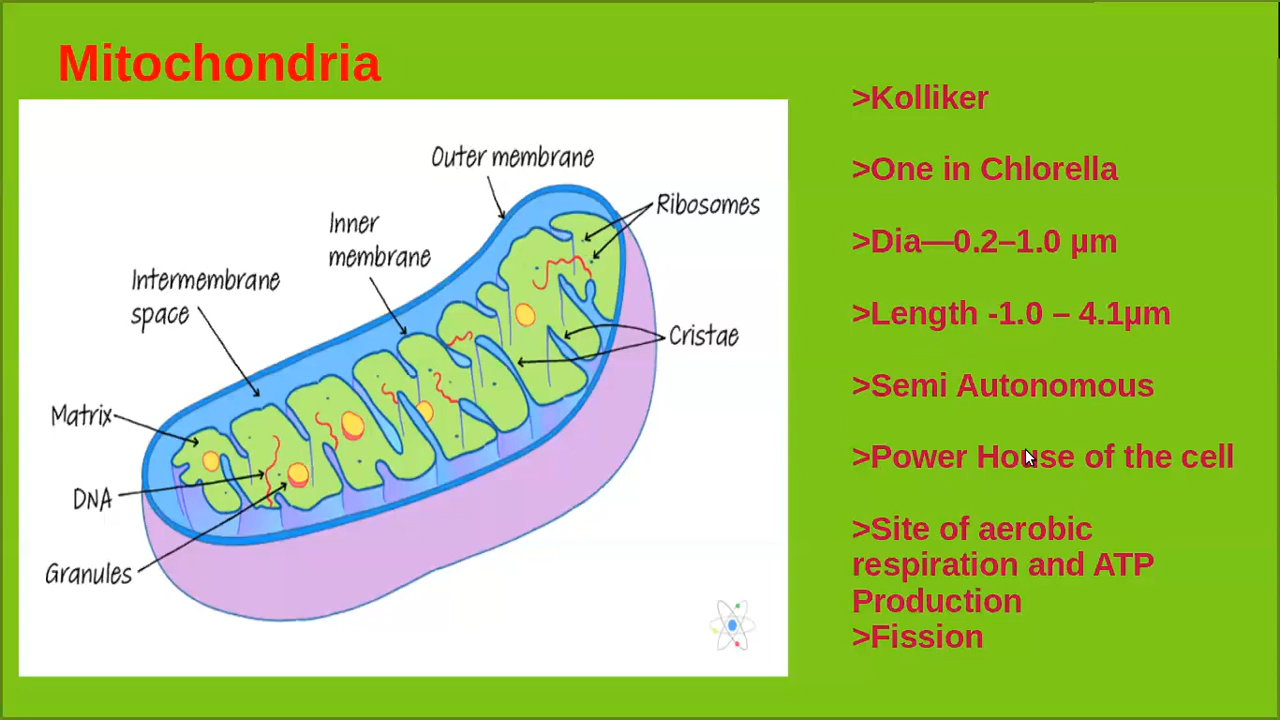 Mitochondria
Outer membrane
Ribosomes
Inner
membrane
Intermembrane
space
Cristae
Matrix
DNA
Granules
>Kolliker
>One in Chlorella
>Dia—0.2–1.0 µm
>Length -1.0 – 4.1µm
>Semi Autonomous
>Power House of the cell
>Site of aerobic
respiration and ATP
Production
>Fission